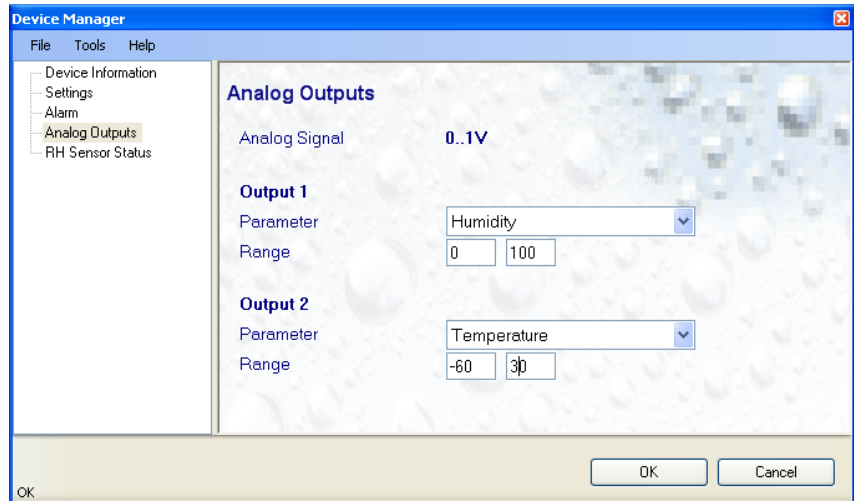 Device Manager
File Tools Help
Device Information
Settings
Alarm
Analog Outputs
RH Sensor Status
Analog Outputs
Analog Signal 0..1V
Output 1
Parameter Humidity
Range 0 100
Output 2
Parameter Temperature
Range -60 30
OK Cancel
OK